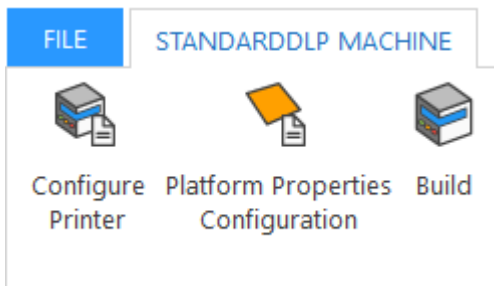 FILE
STANDARDDLP MACHINE
Configure Printer
Platform Properties Configuration
Build